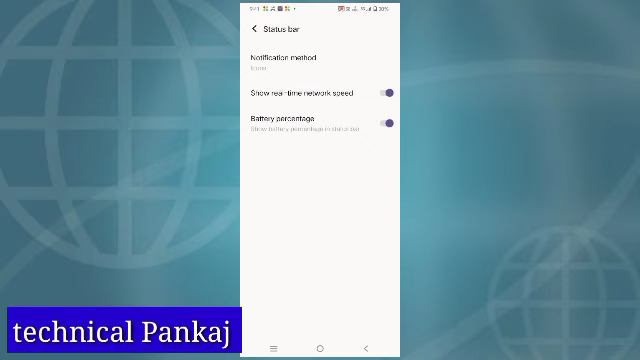 Status bar
Notification method
Icons
Show real-time network speed
Battery percentage
Show battery percentage in status bar
technical Pankaj